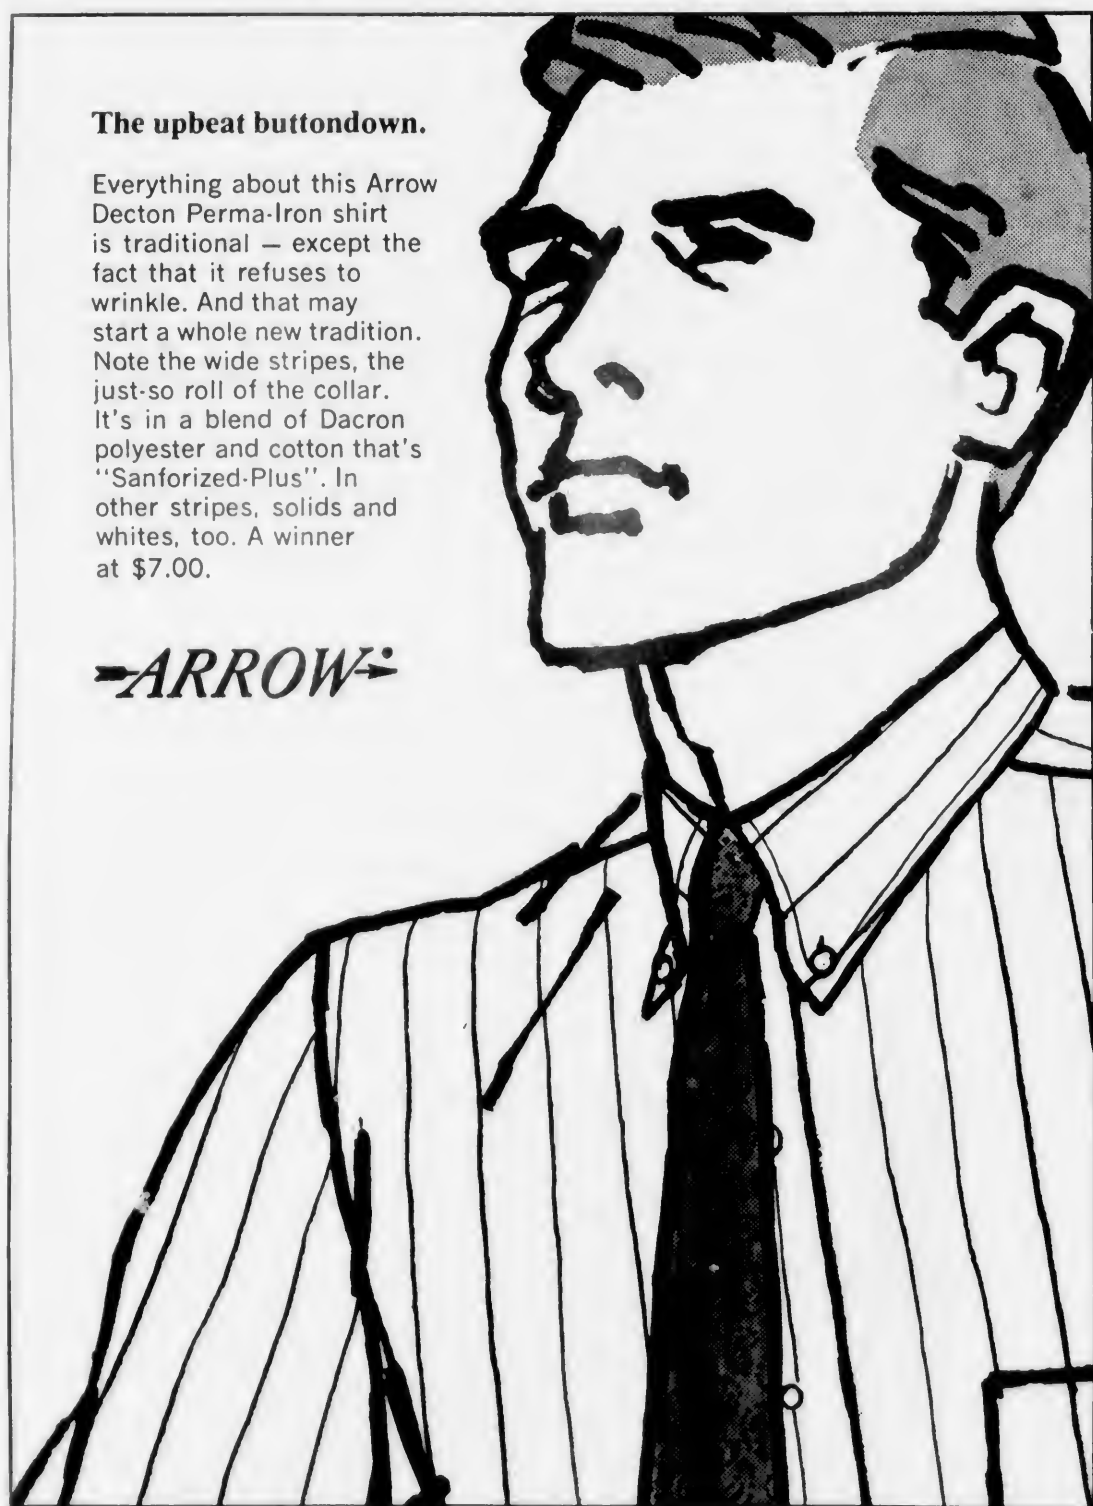 The upbeat buttondown.
Everything about this Arrow
Decton Perma-Iron shirt
is traditional — except the
fact that it refuses to
wrinkle. And that may
start a whole new tradition.
Note the wide stripes, the
just-so roll of the collar.
It's in a blend of Dacron
polyester and cotton that's
"Sanforized-Plus". In
other stripes, solids and
whites, too. A winner
at $7.00.
ARROW